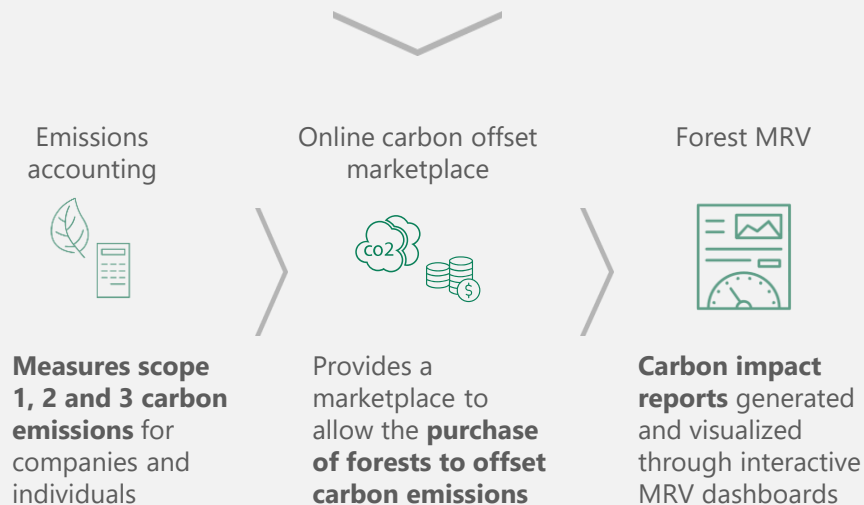 Emissions
accounting
Online carbon offset
marketplace
Forest MRV
co2
$
Measures scope
1, 2 and 3 carbon
emissions for
companies and
individuals
Provides a
marketplace to
allow the purchase
of forests to offset
carbon emissions
Carbon impact
reports generated
and visualized
through interactive
MRV dashboards